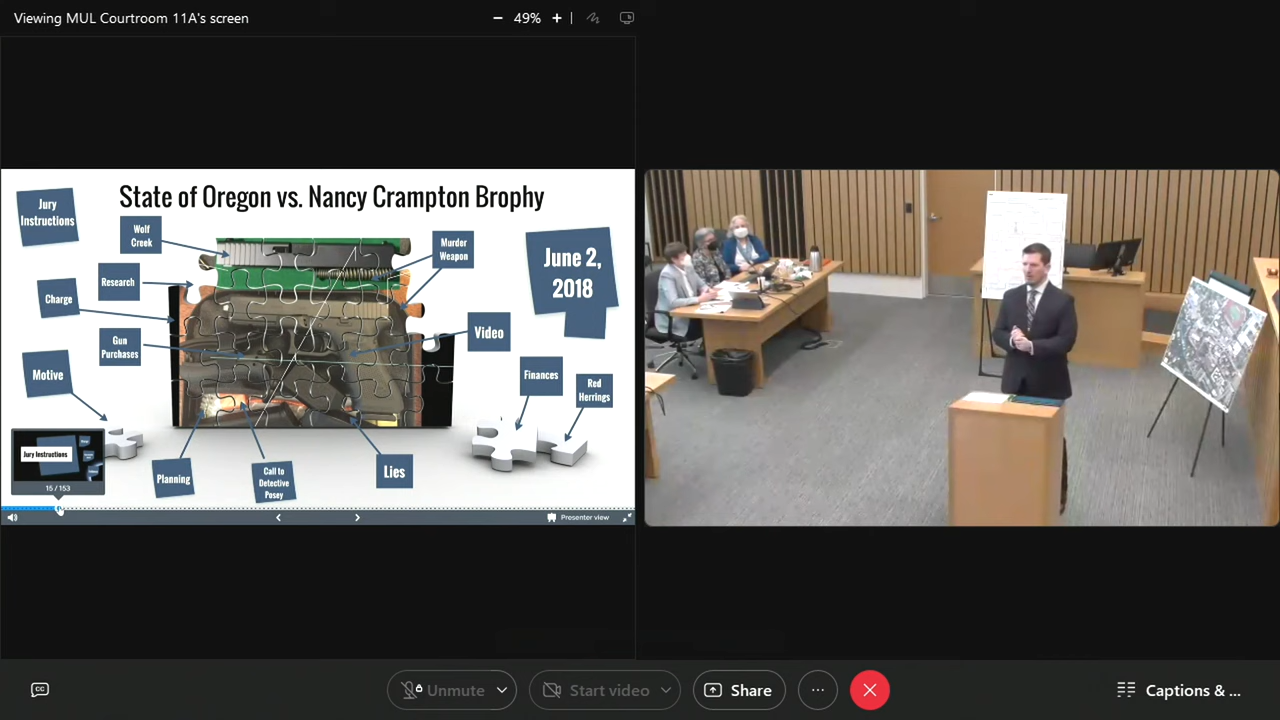 Viewing MUL Courtroom 11A's screen
49%
State of Oregon vs. Nancy Crampton Brophy
Jury
Instructions
Wolf
Creek
Murder
Weapon
June 2,
2018
Research
Charge
Gun
Purchases
Video
Motive
Finances
Red
Herrings
Jury Instructions
15 / 153
Planning
Call to
Detective
Posey
Lies
Presenter view
CC
Unmute
Start video
Share
Captions & ...